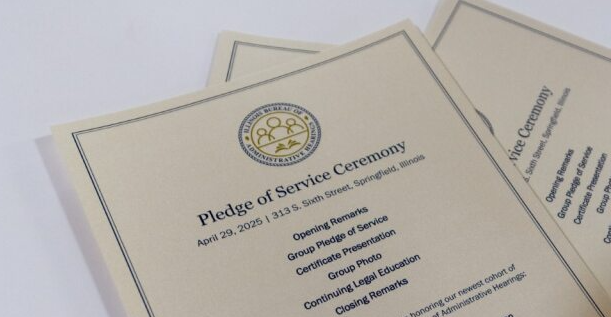 ILLINOIS BUREAU OF
ADMINISTRATIVE HEARINGS
Pledge of Service Ceremony
April 29, 2025 | 313 S. Sixth Street, Springfield, Illinois
Opening Remarks
Group Pledge of Service
Certificate Presentation
Group Photo
Continuing Legal Education
Closing Remarks
honoring our newest cohort of
of Administrative Hearings:
vice Ceremony
Sixth Street, Springfield, Illinois
Opening Remarks
Group Pledge of Service
Certificate Presentation
Group